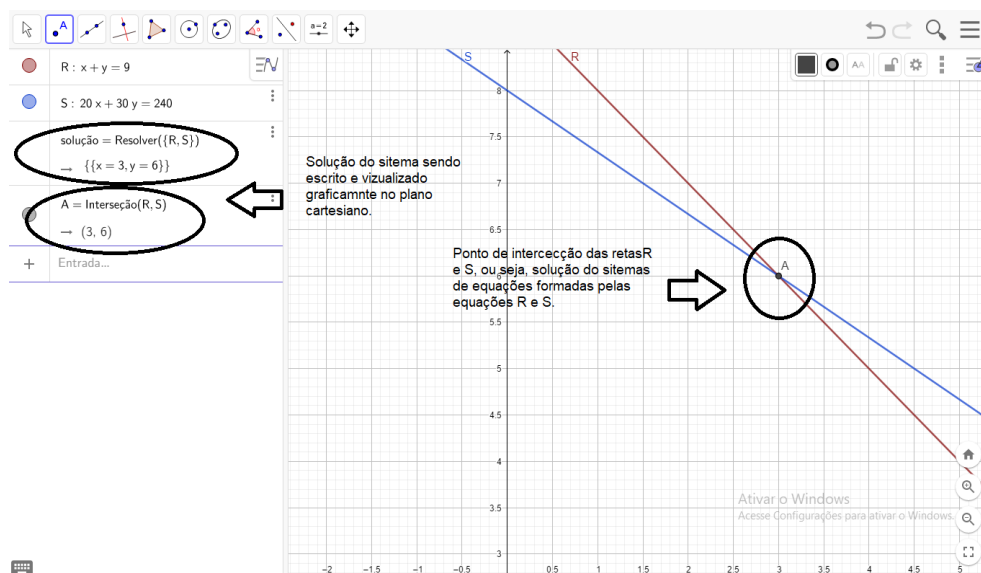 A
a=2
R : x + y = 9
S : 20 x + 30 y = 240
solução = Resolver({R, S})
→ {{x = 3, y = 6}}
A = Interseção(R, S)
→ (3, 6)
+ Entrada...
S
R
AA
Solução do sitema sendo
escrito e vizualizado
graficamnte no plano
cartesiano.
Ponto de intercecção das retasR
e S, ou seja, solução do sitemas
de equações formadas pelas
equações R e S.
A
8
7.5
7
6.5
6
5.5
5
4.5
4
3.5
3
−2
−1.5
−1
−0.5
0
0.5
1
1.5
2
2.5
3
3.5
4
4.5
5
Ativar o Windows
Acesse Configurações para ativar o Windows.